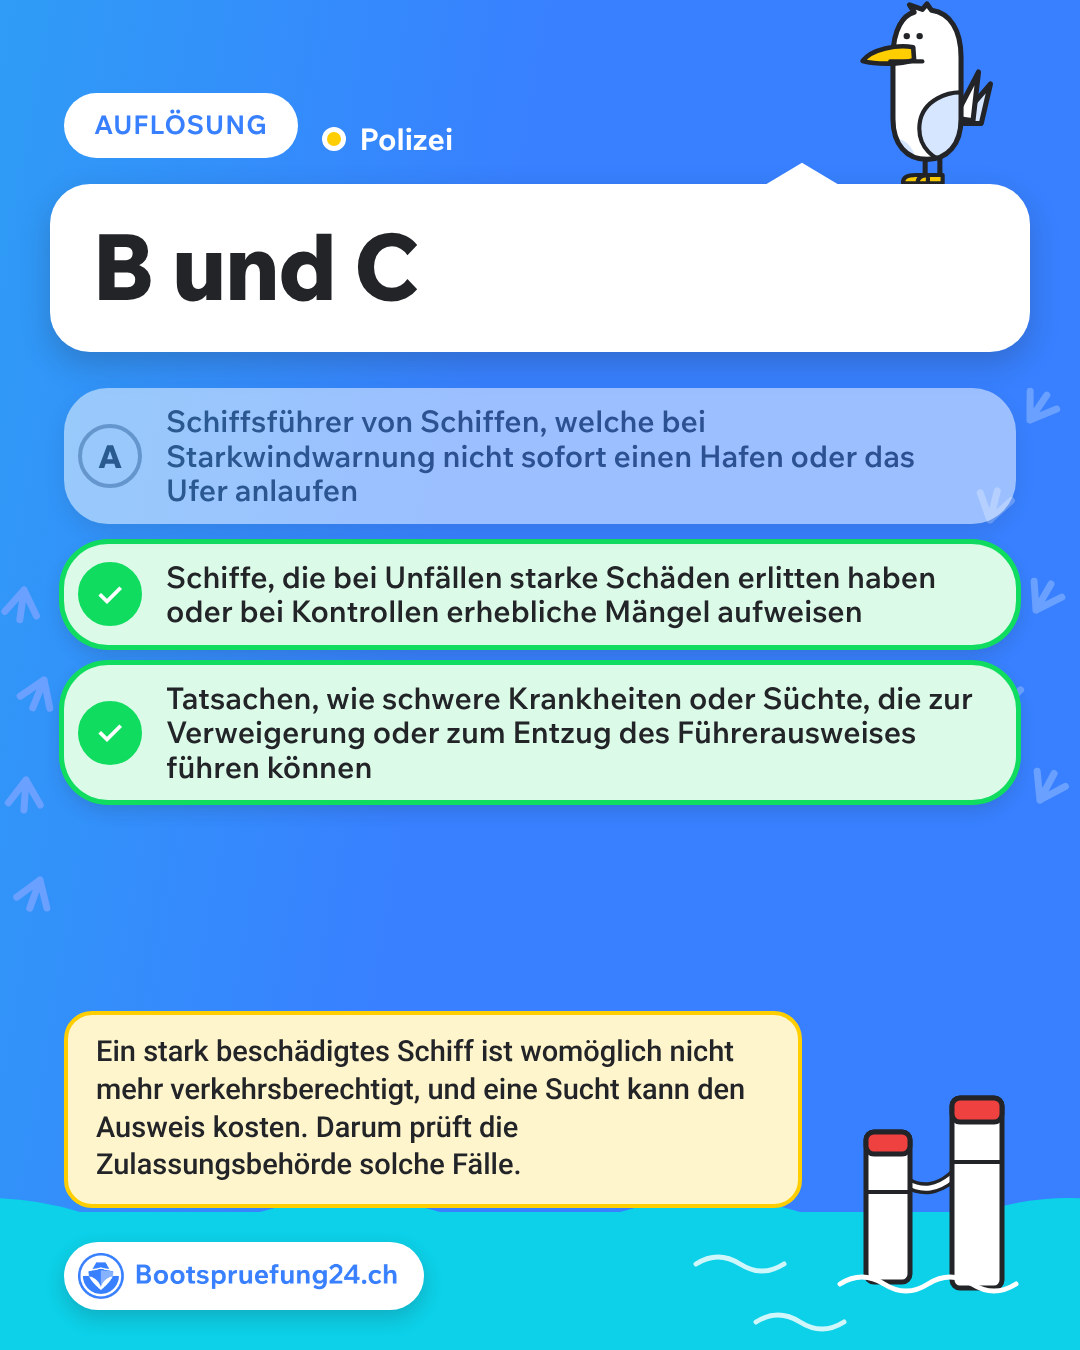 AUFLÖSUNG
Polizei
B und C
A
Schiffsführer von Schiffen, welche bei
Starkwindwarnung nicht sofort einen Hafen oder das
Ufer anlaufen
Schiffe, die bei Unfällen starke Schäden erlitten haben
oder bei Kontrollen erhebliche Mängel aufweisen
Tatsachen, wie schwere Krankheiten oder Süchte, die zur
Verweigerung oder zum Entzug des Führerausweises
führen können
Ein stark beschädigtes Schiff ist womöglich nicht
mehr verkehrsberechtigt, und eine Sucht kann den
Ausweis kosten. Darum prüft die
Zulassungsbehörde solche Fälle.
Bootspruefung24.ch